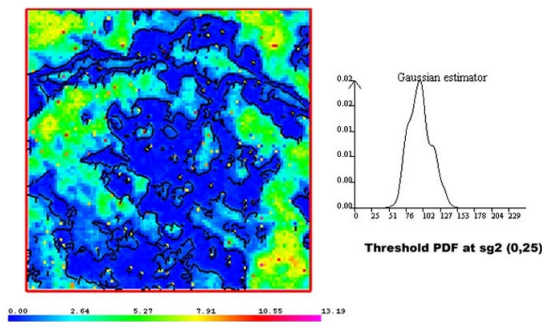 Gaussian estimator
0.02
0.02
0.01
0.01
0.00
0 25 51 76 102 127 153 178 204 229
Threshold PDF at sg2 (0,25)
0.00 2.64 5.27 7.91 10.55 13.19